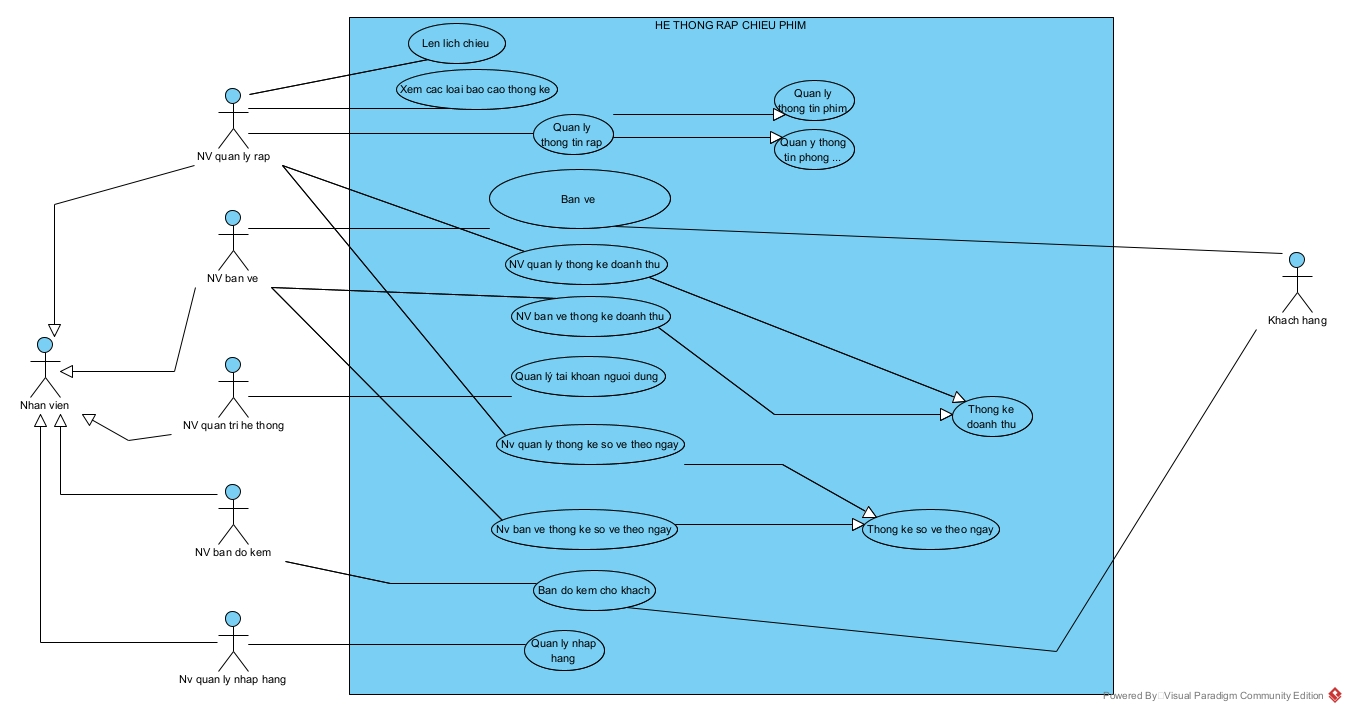 HE THONG RAP CHIEU PHIM
Len lich chieu
Xem cac loai bao cao thong ke
Quan ly
thong tin phim
NV quan ly rap
Quan ly
thong tin rap
Quan y thong
tin phong ...
Ban ve
NV ban ve
NV quan ly thong ke doanh thu
Khach hang
NV ban ve thong ke doanh thu
Nhan vien
Quan lý tai khoan nguoi dung
NV quan tri he thong
Thong ke
doanh thu
Nv quan ly thong ke so ve theo ngay
Nv ban ve thong ke so ve theo ngay
Thong ke so ve theo ngay
NV ban do kem
Ban do kem cho khach
Quan ly nhap
hang
Nv quan ly nhap hang
Powered By Visual Paradigm Community Edition